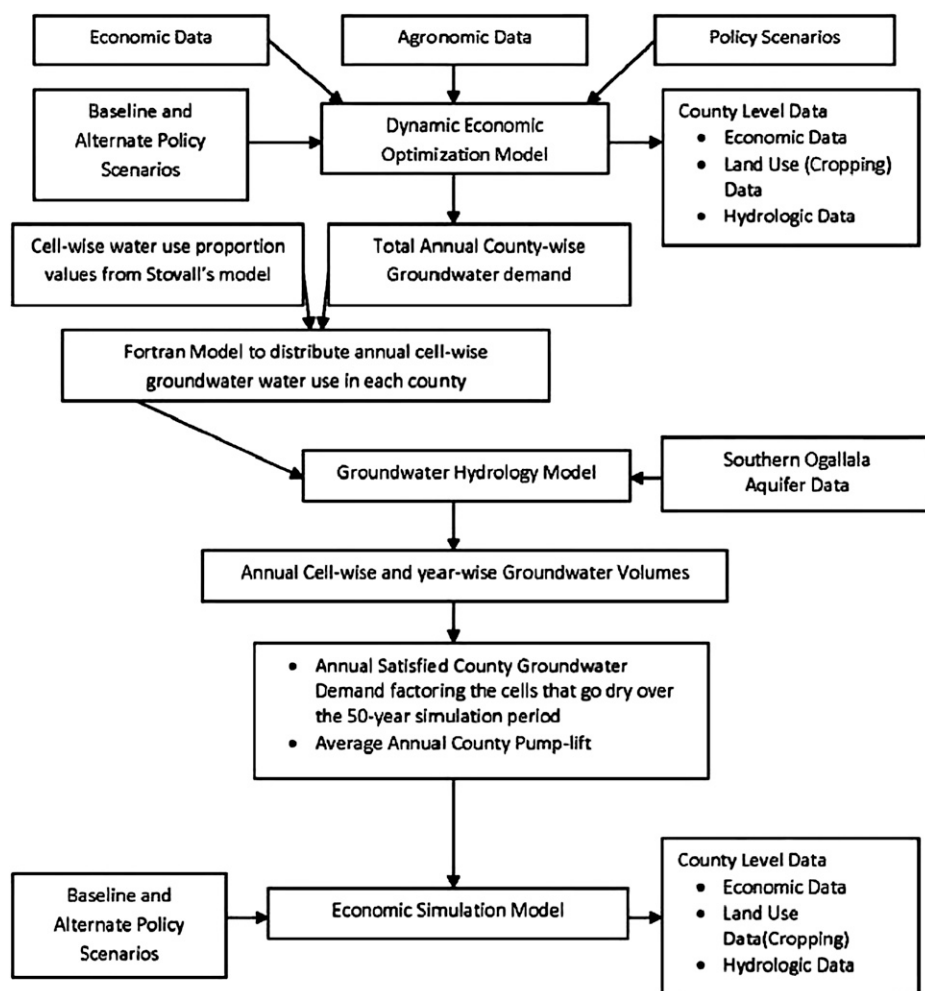 Economic Data
Agronomic Data
Policy Scenarios
Baseline and
Alternate Policy
Scenarios
Dynamic Economic
Optimization Model
County Level Data
• Economic Data
• Land Use (Cropping)
Data
• Hydrologic Data
Cell-wise water use proportion
values from Stovall's model
Total Annual County-wise
Groundwater demand
Fortran Model to distribute annual cell-wise
groundwater water use in each county
Groundwater Hydrology Model
Southern Ogallala
Aquifer Data
Annual Cell-wise and year-wise Groundwater Volumes
• Annual Satisfied County Groundwater
Demand factoring the cells that go dry over
the 50-year simulation period
• Average Annual County Pump-lift
Baseline and
Alternate Policy
Scenarios
Economic Simulation Model
County Level Data
• Economic Data
• Land Use
Data(Cropping)
• Hydrologic Data